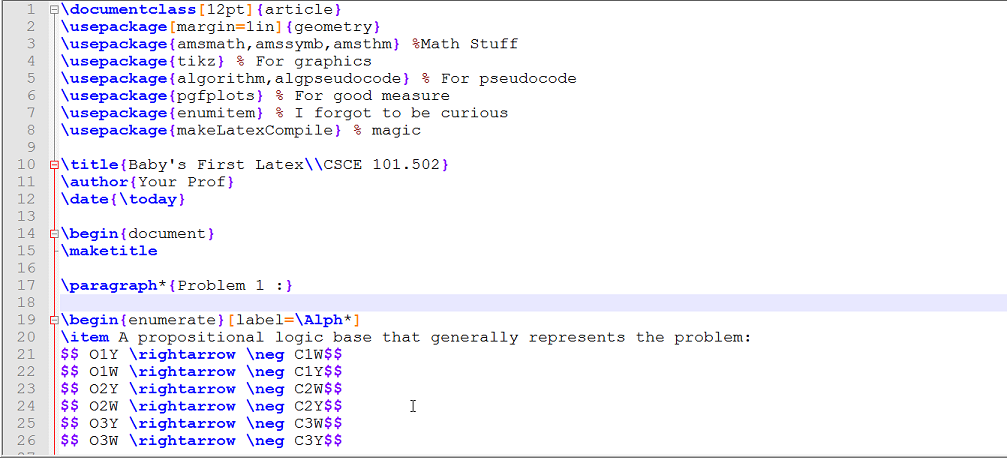 1 \documentclass[12pt]{article}
2 \usepackage[margin=1in]{geometry}
3 \usepackage{amsmath,amssymb,amsthm} %Math Stuff
4 \usepackage{tikz} % For graphics
5 \usepackage{algorithm,algpseudocode} % For pseudocode
6 \usepackage{pgfplots} % For good measure
7 \usepackage{enumitem} % I forgot to be curious
8 \usepackage{makeLatexCompile} % magic
9
10 \title{Baby's First Latex\\CSCE 101.502}
11 \author{Your Prof}
12 \date{\today}
13
14 \begin{document}
15 \maketitle
16
17 \paragraph*{Problem 1 :}
18
19 \begin{enumerate}[label=\Alph*]
20 \item A propositional logic base that generally represents the problem:
21 $$ O1Y \rightarrow \neg C1W$$
22 $$ O1W \rightarrow \neg C1Y$$
23 $$ O2Y \rightarrow \neg C2W$$
24 $$ O2W \rightarrow \neg C2Y$$
25 $$ O3Y \rightarrow \neg C3W$$
26 $$ O3W \rightarrow \neg C3Y$$